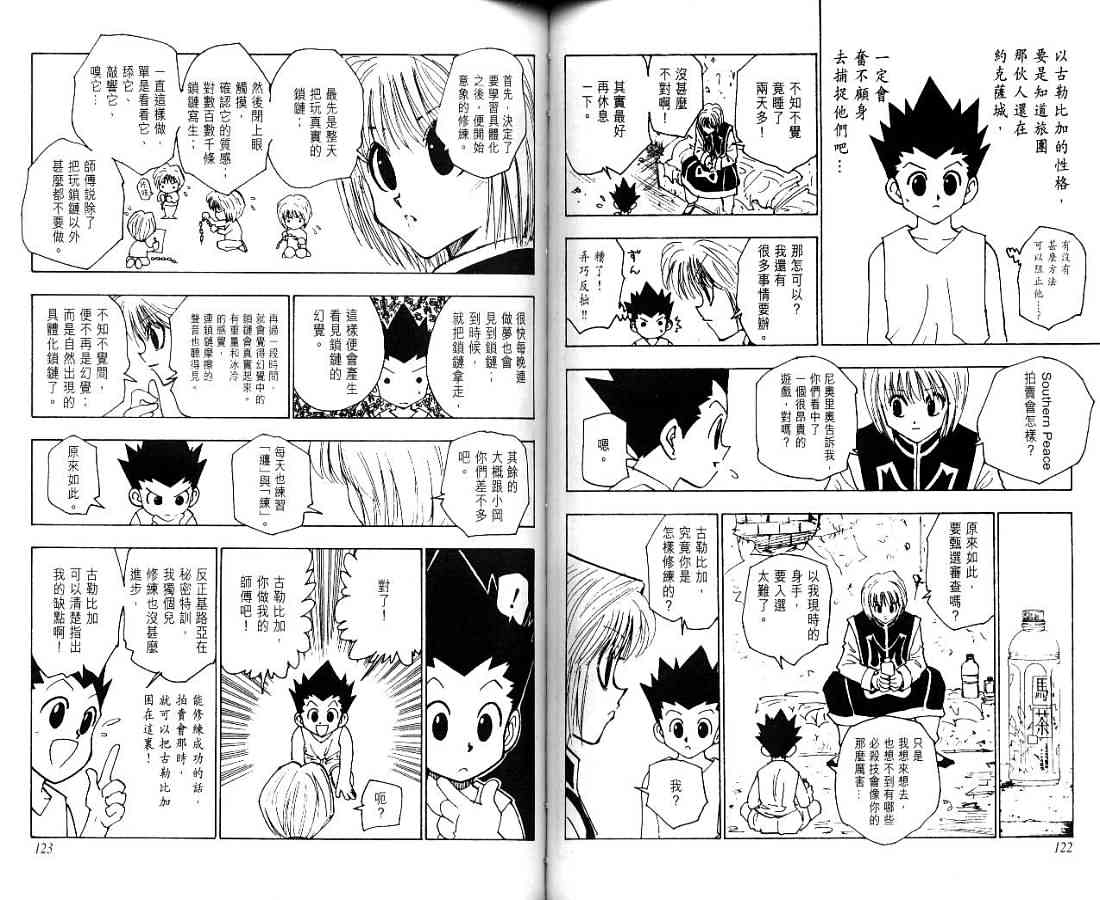 以古勒比加的性格，
要是知道旅團
那伙人還在
約克薩城，
一定會
奮不顧身
去捕捉他們吧…
有沒有
甚麼方法
可以阻止他…？
不知不覺
竟睡了
兩天多！
沒甚麼
不對啊！
其實最好
再休息
一下。
那怎可以？
我還有
很多事情要辦。
糟了！
弄巧反拙!!
ずん
Southern Peace
拍賣會怎樣？
尼奧里奧告訴我，
你們看中了
一個很昂貴的
遊戲，對嗎？
嗯。
馬
茶
原來如此，
要甄選審查嗎？
以我現時的
身手，
要入選
太難了。
只是
我想來想去，
也想不到有哪些
必殺技會像你的
那麼厲害…
古勒比加，
究竟你是
怎樣修練的？
我？
122
首先，決定了
要學習具體化
之後，便開始
意象的修練。
最先是整天
把玩真實的
鎖鏈，
然後閉上眼
觸摸，
確認它的質感；
對數百數千條
鎖鏈寫生；
一直這樣做，
單是看看它、
舔它、
敲響它、
嗅它…
師傅說除了
把玩鎖鏈以外
甚麼都不要做。
很快每晚連
做夢也會
見到鎖鏈；
到時候，
就把鎖鏈拿走，
這樣便會產生
看見鎖鏈的
幻覺。
再過一段時間，
就會覺得幻覺中的
鎖鏈會真實起來。
有重量和冰冷
的感覺，
連鎖鏈摩擦的
聲音也聽得見。
不知不覺間，
便不再是幻覺；
而是自然出現的
具體化鎖鏈了。
其餘的
大概跟小岡
你們差不多
吧。
每天也練習
「纏」與「練」。
原來如此。
！
對了！
古勒比加，
你做我的
師傅吧！
呃？
反正基路亞在
秘密特訓，
我獨個兒
修練也沒甚麼
進步，
古勒比加
可以清楚指出
我的缺點啊！
能修練成功的話，
拍賣會那時，
就可以把古勒比加
困在這裏！
123